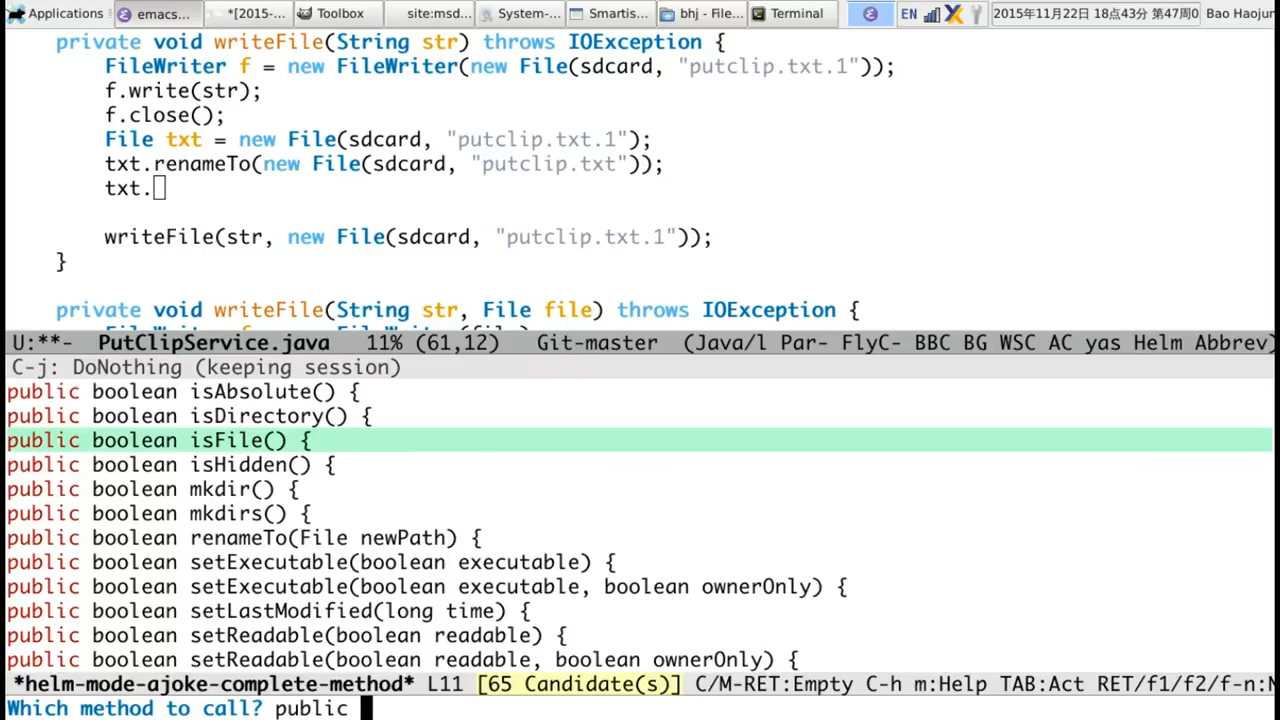 Applications emacs... *[2015-... Toolbox site:msd... System-... Smartis... bhj - File... Terminal EN 2015年11月22日 18点43分 第47周0 Bao Haojun
private void writeFile(String str) throws IOException {
FileWriter f = new FileWriter(new File(sdcard, "putclip.txt.1"));
f.write(str);
f.close();
File txt = new File(sdcard, "putclip.txt.1");
txt.renameTo(new File(sdcard, "putclip.txt"));
txt.
writeFile(str, new File(sdcard, "putclip.txt.1"));
}
private void writeFile(String str, File file) throws IOException {
U:**- PutClipService.java 11% (61,12) Git-master (Java/l Par- FlyC- BBC BG WSC AC yas Helm Abbrev)
C-j: DoNothing (keeping session)
public boolean isAbsolute() {
public boolean isDirectory() {
public boolean isFile() {
public boolean isHidden() {
public boolean mkdir() {
public boolean mkdirs() {
public boolean renameTo(File newPath) {
public boolean setExecutable(boolean executable) {
public boolean setExecutable(boolean executable, boolean ownerOnly) {
public boolean setLastModified(long time) {
public boolean setReadable(boolean readable) {
public boolean setReadable(boolean readable, boolean ownerOnly) {
*helm-mode-ajoke-complete-method* L11 [65 Candidate(s)] C/M-RET:Empty C-h m:Help TAB:Act RET/f1/f2/f-n:N
Which method to call? public